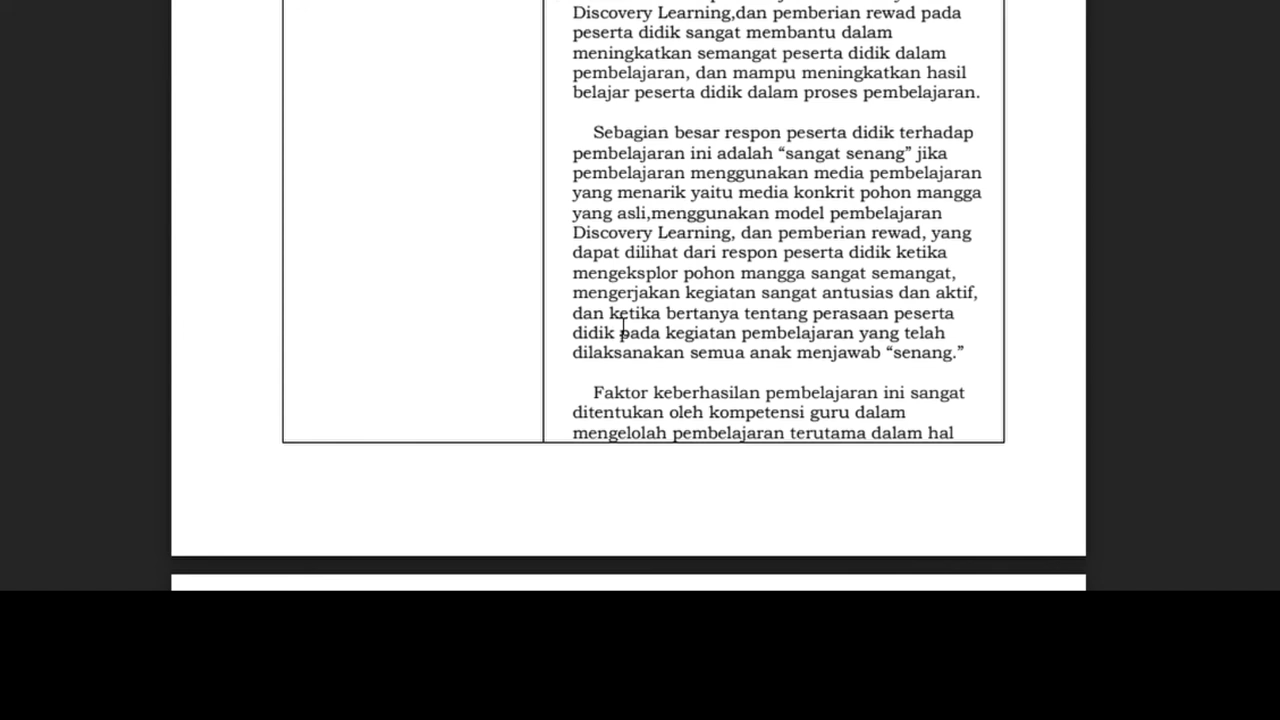 Discovery Learning,dan pemberian rewad pada
peserta didik sangat membantu dalam
meningkatkan semangat peserta didik dalam
pembelajaran, dan mampu meningkatkan hasil
belajar peserta didik dalam proses pembelajaran.
Sebagian besar respon peserta didik terhadap
pembelajaran ini adalah “sangat senang” jika
pembelajaran menggunakan media pembelajaran
yang menarik yaitu media konkrit pohon mangga
yang asli,menggunakan model pembelajaran
Discovery Learning, dan pemberian rewad, yang
dapat dilihat dari respon peserta didik ketika
mengeksplor pohon mangga sangat semangat,
mengerjakan kegiatan sangat antusias dan aktif,
dan ketika bertanya tentang perasaan peserta
didik pada kegiatan pembelajaran yang telah
dilaksanakan semua anak menjawab “senang.”
Faktor keberhasilan pembelajaran ini sangat
ditentukan oleh kompetensi guru dalam
mengelolah pembelajaran terutama dalam hal